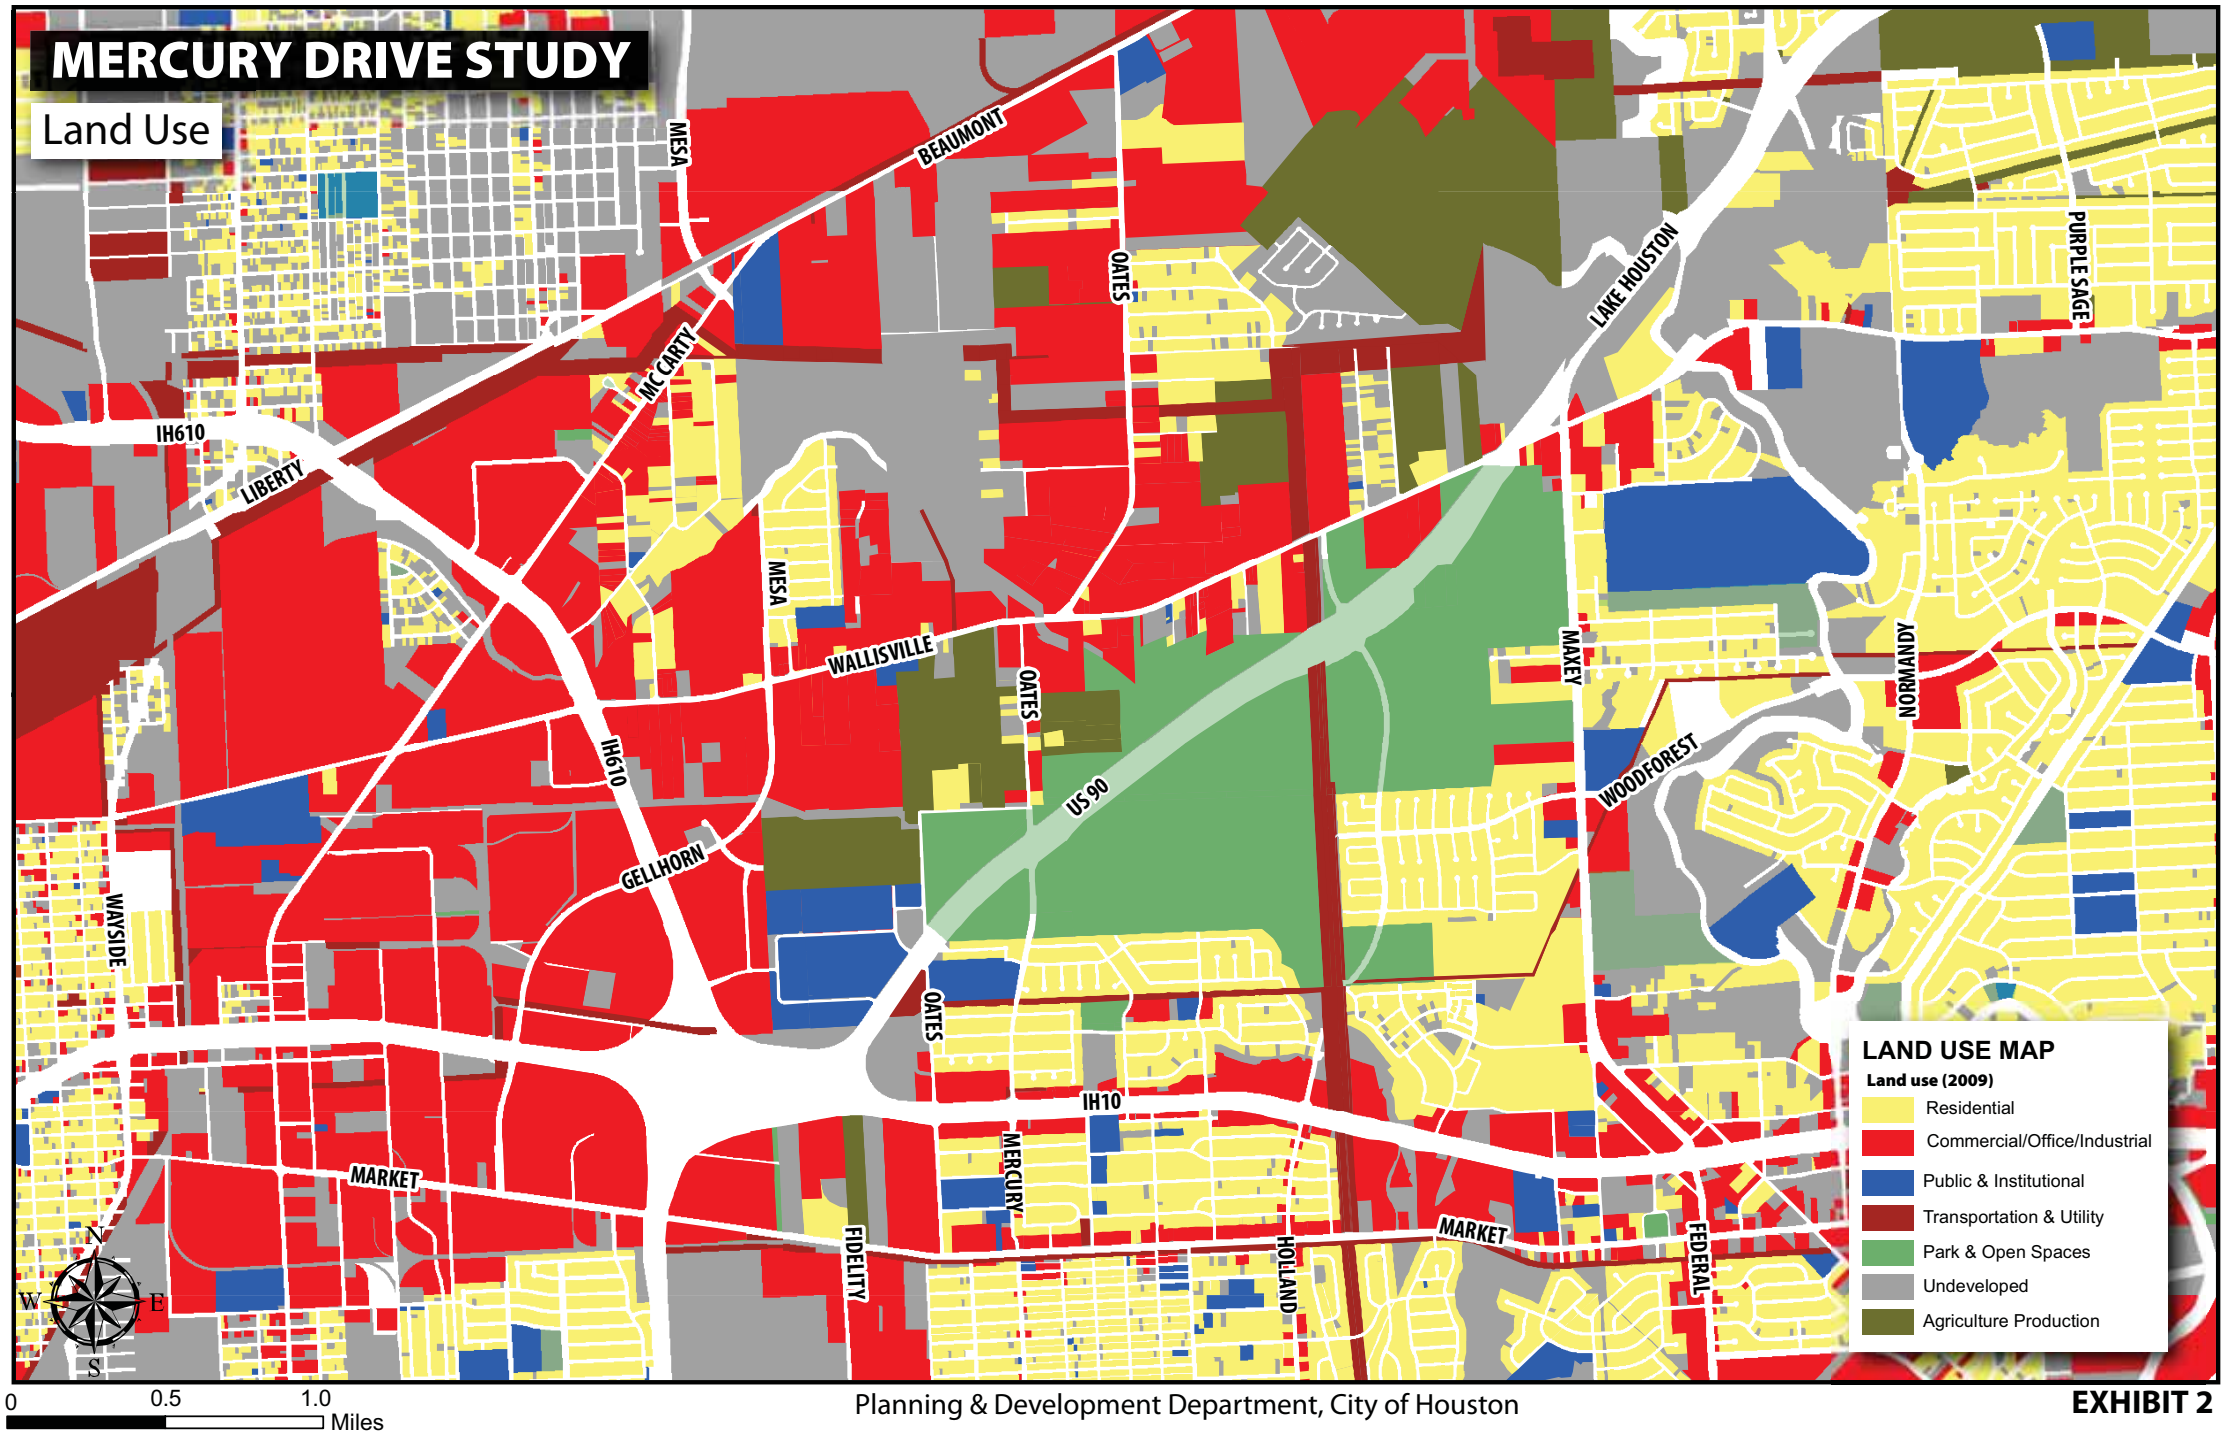 MERCURY DRIVE STUDY
Land Use
MESA
BEAUMONT
OATES
LAKE HOUSTON
PURPLE SAGE
MC CARTY
IH610
LIBERTY
MESA
WALLISVILLE
OATES
MAXEY
NORMANDY
IH610
US 90
WOODFOREST
GELLHORN
WAYSIDE
OATES
IH10
MERCURY
MARKET
FIDELITY
HOLLAND
MARKET
FEDERAL
LAND USE MAP
Land use (2009)
Residential
Commercial/Office/Industrial
Public & Institutional
Transportation & Utility
Park & Open Spaces
Undeveloped
Agriculture Production
N
W E
S
0 0.5 1.0
Miles
Planning & Development Department, City of Houston
EXHIBIT 2